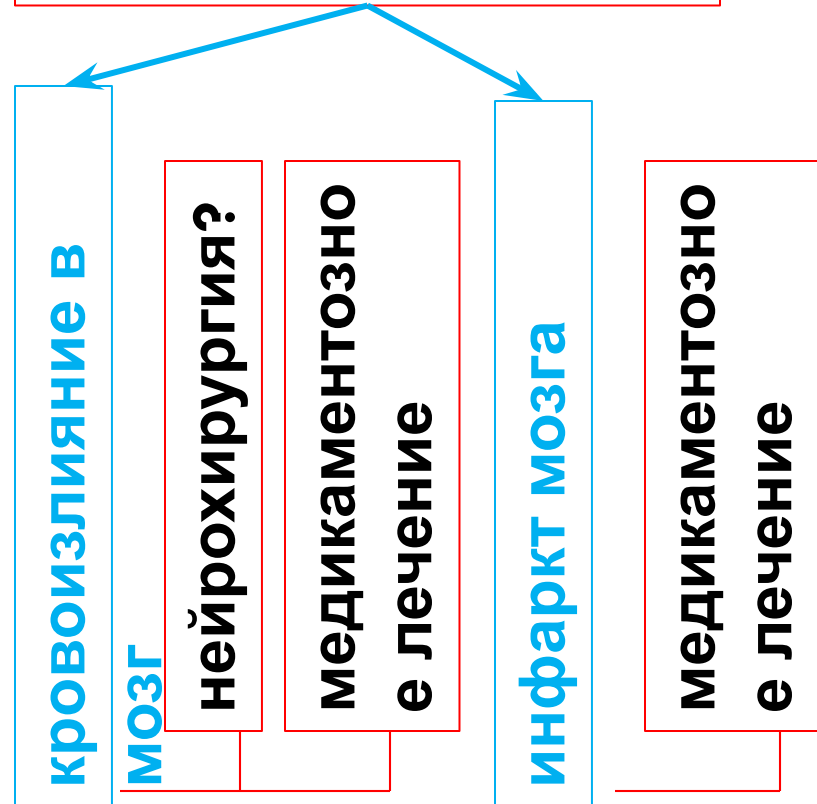 кровоизлияние в
мозг
нейрохирургия?
медикаментозно
е лечение
инфаркт мозга
медикаментозно
е лечение